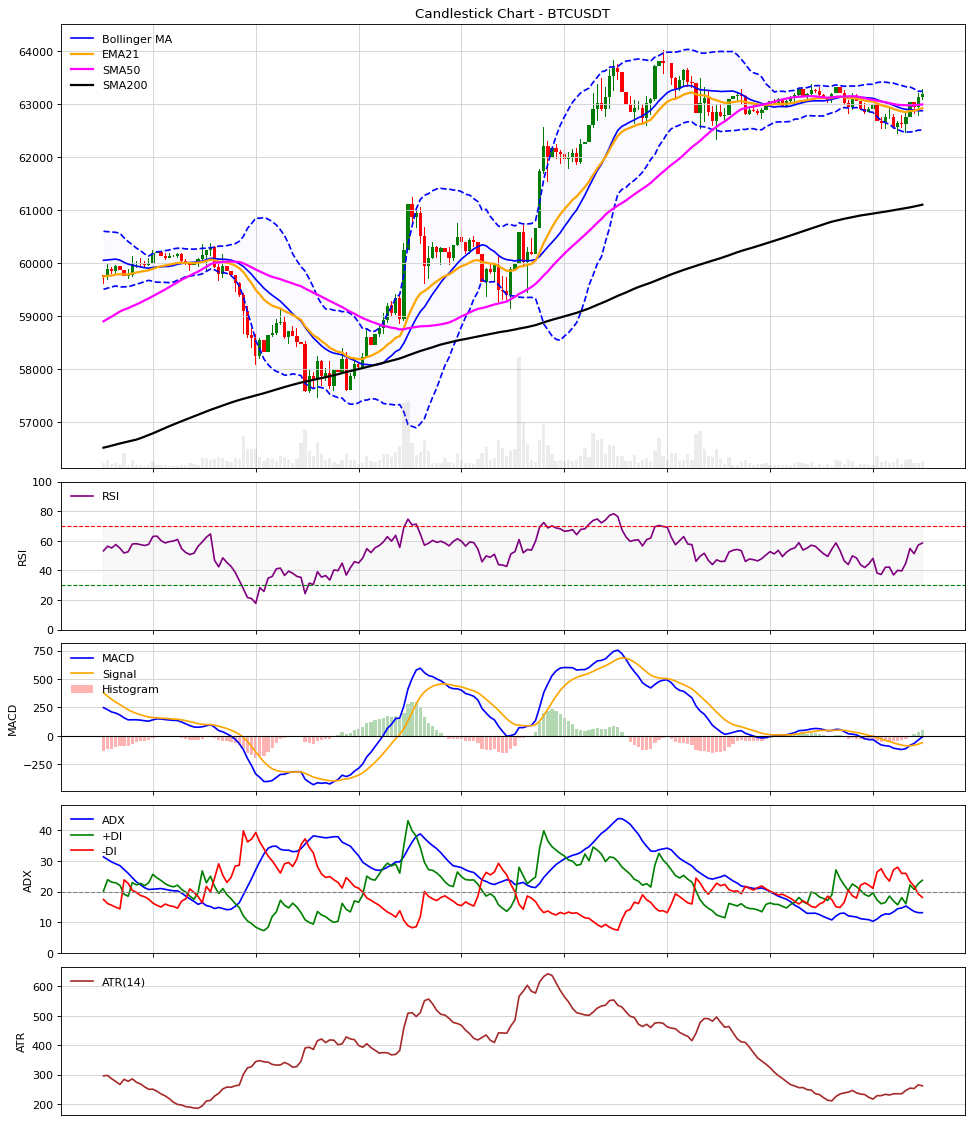 Candlestick Chart - BTCUSDT
Bollinger MA
EMA21
SMA50
SMA200
64000
63000
62000
61000
60000
59000
58000
57000
RSI
RSI
100
80
60
40
20
0
MACD
Signal
Histogram
MACD
750
500
250
0
−250
ADX
+DI
-DI
ADX
40
30
20
10
0
ATR(14)
ATR
600
500
400
300
200